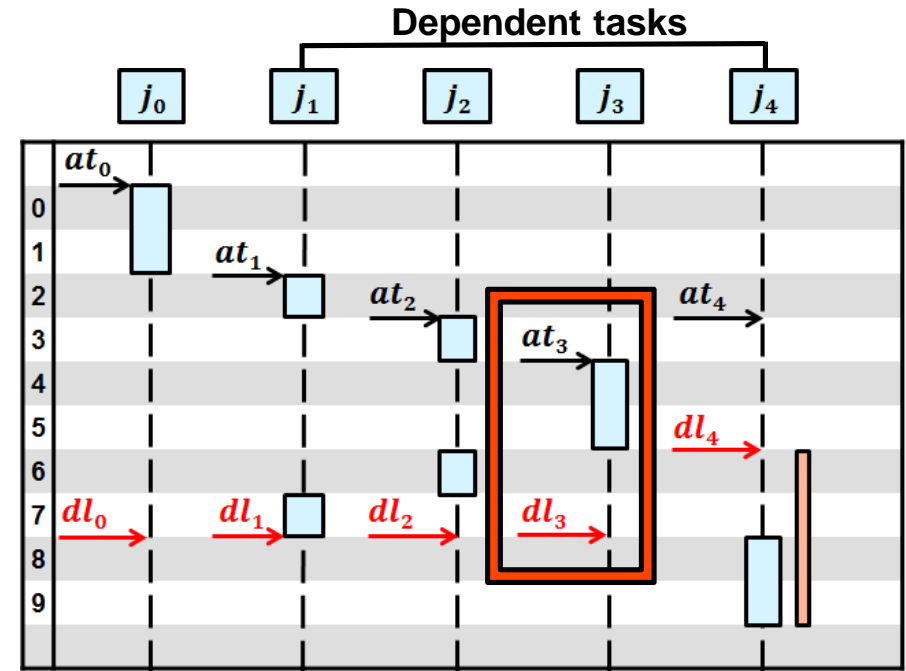 Dependent tasks
j₀ j₁ j₂ j₃ j₄
at₀
0
1 at₁
2 at₂ at₄
3 at₃
4
5 dl₄
6
7 dl₀ dl₁ dl₂ dl₃
8
9